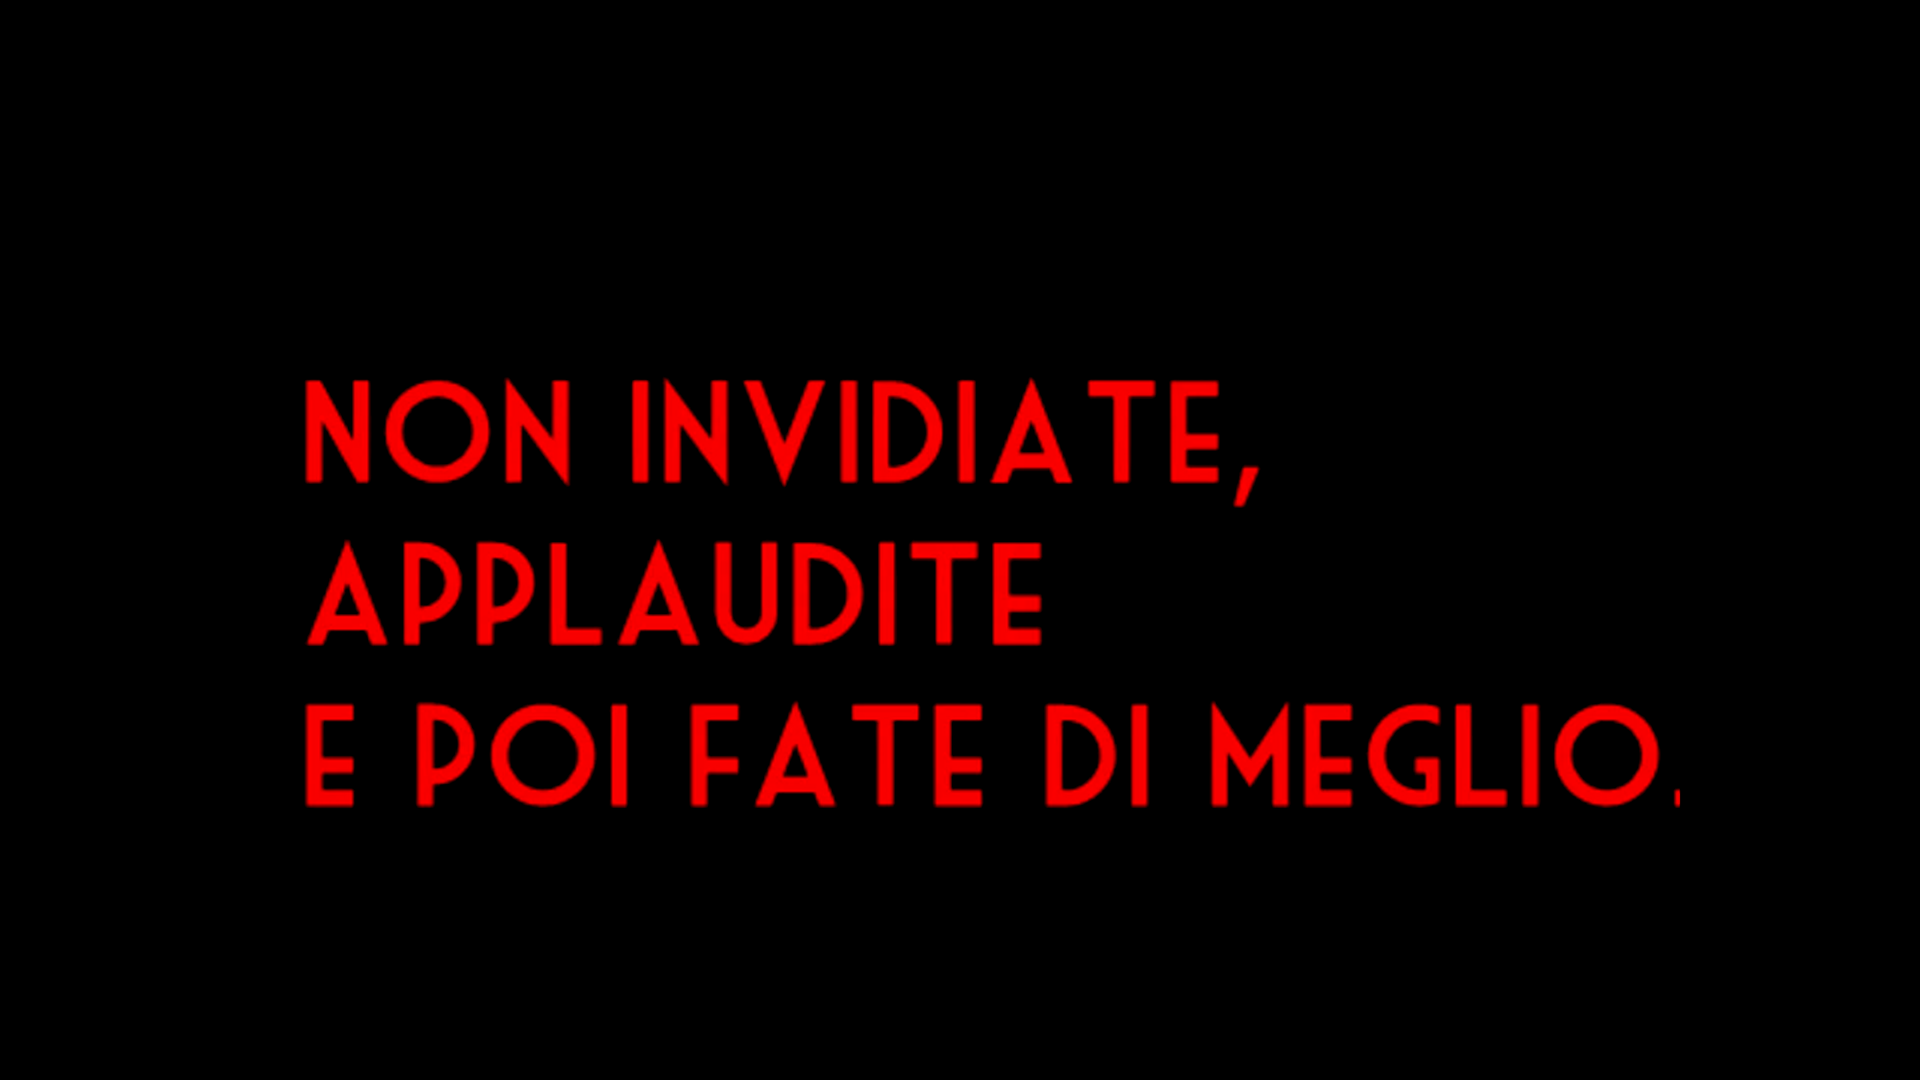 NON INVIDIATE,
APPLAUDITE
E POI FATE DI MEGLIO.